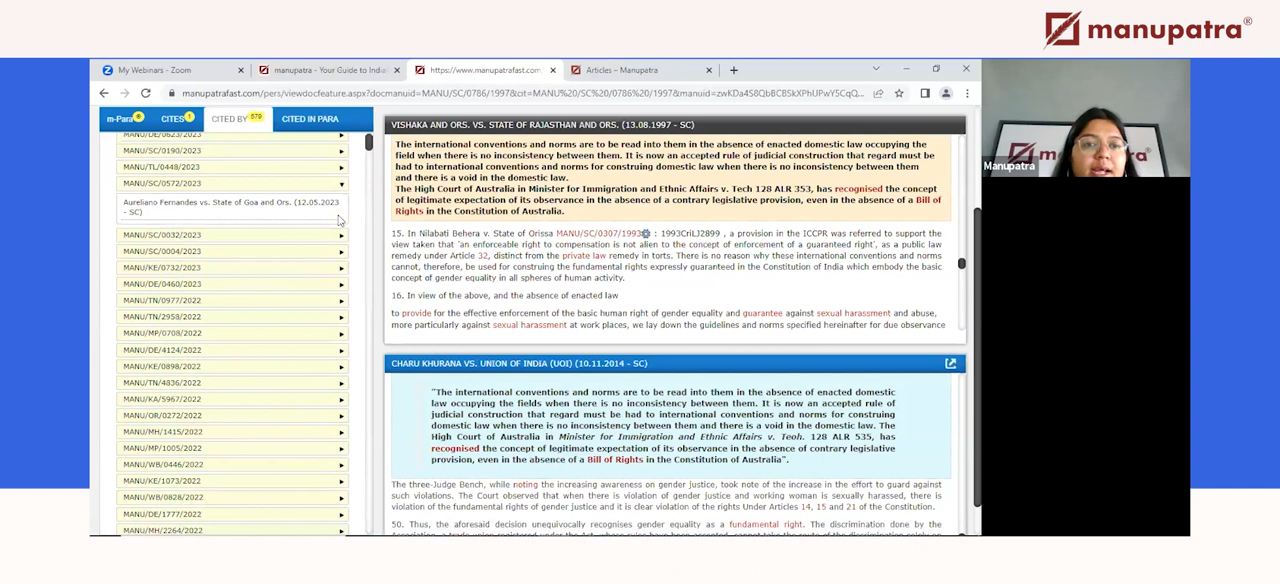 manupatra®
My Webinars - Zoom
manupatra - Your Guide to India
https://www.manupatrafast.com
Articles – Manupatra
manupatrafast.com/pers/viewdocfeature.aspx?docmanuid=MANU/SC/0786/1997&cit=MANU%20/SC%20/0786%20/1997&manuid=
m-Para 6
CITES 1
CITED BY 579
CITED IN PARA
MANU/DE/0623/2023
MANU/SC/0190/2023
MANU/TL/0448/2023
MANU/SC/0572/2023
Aureliano Fernandes vs. State of Goa and Ors. (12.05.2023
- SC)
MANU/SC/0032/2023
MANU/SC/0004/2023
MANU/KE/0732/2023
MANU/DE/0460/2023
MANU/TN/0977/2022
MANU/TN/2958/2022
MANU/MP/0708/2022
MANU/DE/4124/2022
MANU/KE/0898/2022
MANU/TN/4836/2022
MANU/KA/5967/2022
MANU/OR/0272/2022
MANU/MH/1415/2022
MANU/MP/1005/2022
MANU/WB/0446/2022
MANU/KE/1073/2022
MANU/WB/0828/2022
MANU/DE/1777/2022
MANU/MH/2264/2022
VISHAKA AND ORS. VS. STATE OF RAJASTHAN AND ORS. (13.08.1997 - SC)
The international conventions and norms are to be read into them in the absence of enacted domestic law occupying the
field when there is no inconsistency between them. It is now an accepted rule of judicial construction that regard must be
had to international conventions and norms for construing domestic law when there is no inconsistency between them
and there is a void in the domestic law.
The High Court of Australia in Minister for Immigration and Ethnic Affairs v. Tech 128 ALR 353, has recognised the concept
of legitimate expectation of its observance in the absence of a contrary legislative provision, even in the absence of a Bill of
Rights in the Constitution of Australia.
15. In Nilabati Behera v. State of Orissa MANU/SC/0307/1993 : 1993CriLJ2899 , a provision in the ICCPR was referred to support the
view taken that 'an enforceable right to compensation is not alien to the concept of enforcement of a guaranteed right', as a public law
remedy under Article 32, distinct from the private law remedy in torts. There is no reason why these international conventions and norms
cannot, therefore, be used for construing the fundamental rights expressly guaranteed in the Constitution of India which embody the basic
concept of gender equality in all spheres of human activity.
16. In view of the above, and the absence of enacted law
to provide for the effective enforcement of the basic human right of gender equality and guarantee against sexual harassment and abuse,
more particularly against sexual harassment at work places, we lay down the guidelines and norms specified hereinafter for due observance
CHARU KHURANA VS. UNION OF INDIA (UOI) (10.11.2014 - SC)
"The international conventions and norms are to be read into them in the absence of enacted domestic
law occupying the fields when there is no inconsistency between them. It is now an accepted rule of
judicial construction that regard must be had to international conventions and norms for construing
domestic law when there is no inconsistency between them and there is a void in the domestic law. The
High Court of Australia in Minister for Immigration and Ethnic Affairs v. Teoh. 128 ALR 535, has
recognised the concept of legitimate expectation of its observance in the absence of contrary legislative
provision, even in the absence of a Bill of Rights in the Constitution of Australia".
The three-Judge Bench, while noting the increasing awareness on gender justice, took note of the increase in the effort to guard against
such violations. The Court observed that when there is violation of gender justice and working woman is sexually harassed, there is
violation of the fundamental rights of gender justice and it is clear violation of the rights Under Articles 14, 15 and 21 of the Constitution.
50. Thus, the aforesaid decision unequivocally recognises gender equality as a fundamental right. The discrimination done by the
Manupatra